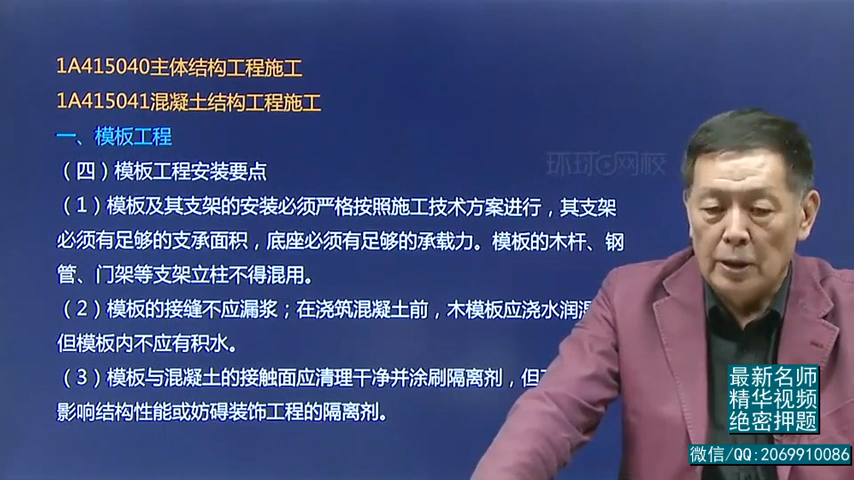 1A415040主体结构工程施工
1A415041混凝土结构工程施工
一、模板工程
（四）模板工程安装要点
环球网校
（1）模板及其支架的安装必须严格按照施工技术方案进行，其支架
必须有足够的支承面积，底座必须有足够的承载力。模板的木杆、钢
管、门架等支架立柱不得混用。
（2）模板的接缝不应漏浆；在浇筑混凝土前，木模板应浇水润
但模板内不应有积水。
（3）模板与混凝土的接触面应清理干净并涂刷隔离剂，但
影响结构性能或妨碍装饰工程的隔离剂。
最新名师
精华视频
绝密押题
微信/QQ:2069910086